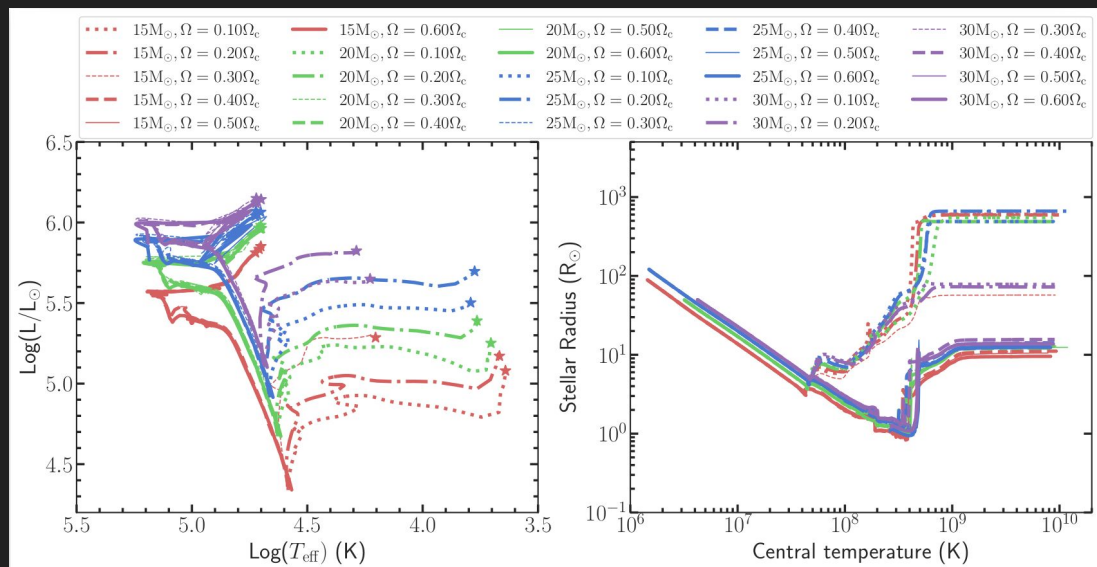 15M☉, Ω = 0.10Ωc 15M☉, Ω = 0.60Ωc 20M☉, Ω = 0.50Ωc 25M☉, Ω = 0.40Ωc 30M☉, Ω = 0.30Ωc
15M☉, Ω = 0.20Ωc 20M☉, Ω = 0.10Ωc 20M☉, Ω = 0.60Ωc 25M☉, Ω = 0.50Ωc 30M☉, Ω = 0.40Ωc
15M☉, Ω = 0.30Ωc 20M☉, Ω = 0.20Ωc 25M☉, Ω = 0.10Ωc 25M☉, Ω = 0.60Ωc 30M☉, Ω = 0.50Ωc
15M☉, Ω = 0.40Ωc 20M☉, Ω = 0.30Ωc 25M☉, Ω = 0.20Ωc 30M☉, Ω = 0.10Ωc 30M☉, Ω = 0.60Ωc
15M☉, Ω = 0.50Ωc 20M☉, Ω = 0.40Ωc 25M☉, Ω = 0.30Ωc 30M☉, Ω = 0.20Ωc
Log(L/L☉)
6.5
6.0
5.5
5.0
4.5
5.5 5.0 4.5 4.0 3.5
Log(Teff) (K)
Stellar Radius (R☉)
10³
10²
10¹
10⁰
10⁻¹
10⁶ 10⁷ 10⁸ 10⁹ 10¹⁰
Central temperature (K)